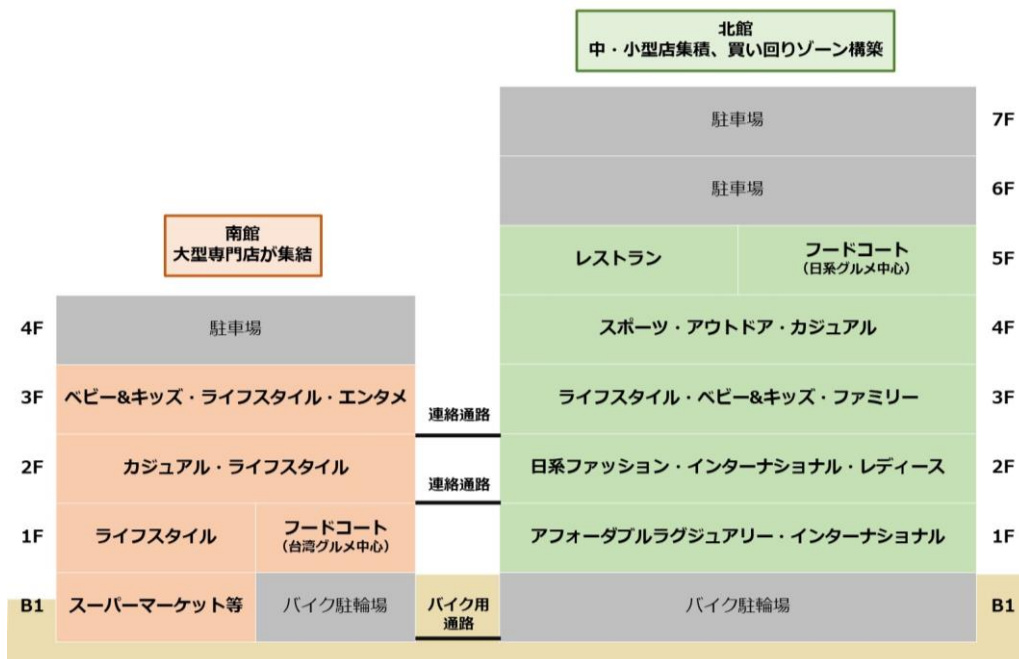 北館
中・小型店集積、買い回りゾーン構築
駐車場
7F
駐車場
6F
南館
大型専門店が集結
レストラン
フードコート
(日系グルメ中心)
5F
4F
駐車場
スポーツ・アウトドア・カジュアル
4F
3F
ベビー&キッズ・ライフスタイル・エンタメ
連絡通路
ライフスタイル・ベビー&キッズ・ファミリー
3F
2F
カジュアル・ライフスタイル
連絡通路
日系ファッション・インターナショナル・レディース
2F
1F
ライフスタイル
フードコート
(台湾グルメ中心)
アフォーダブルラグジュアリー・インターナショナル
1F
B1
スーパーマーケット等
バイク駐輪場
バイク用
通路
バイク駐輪場
B1